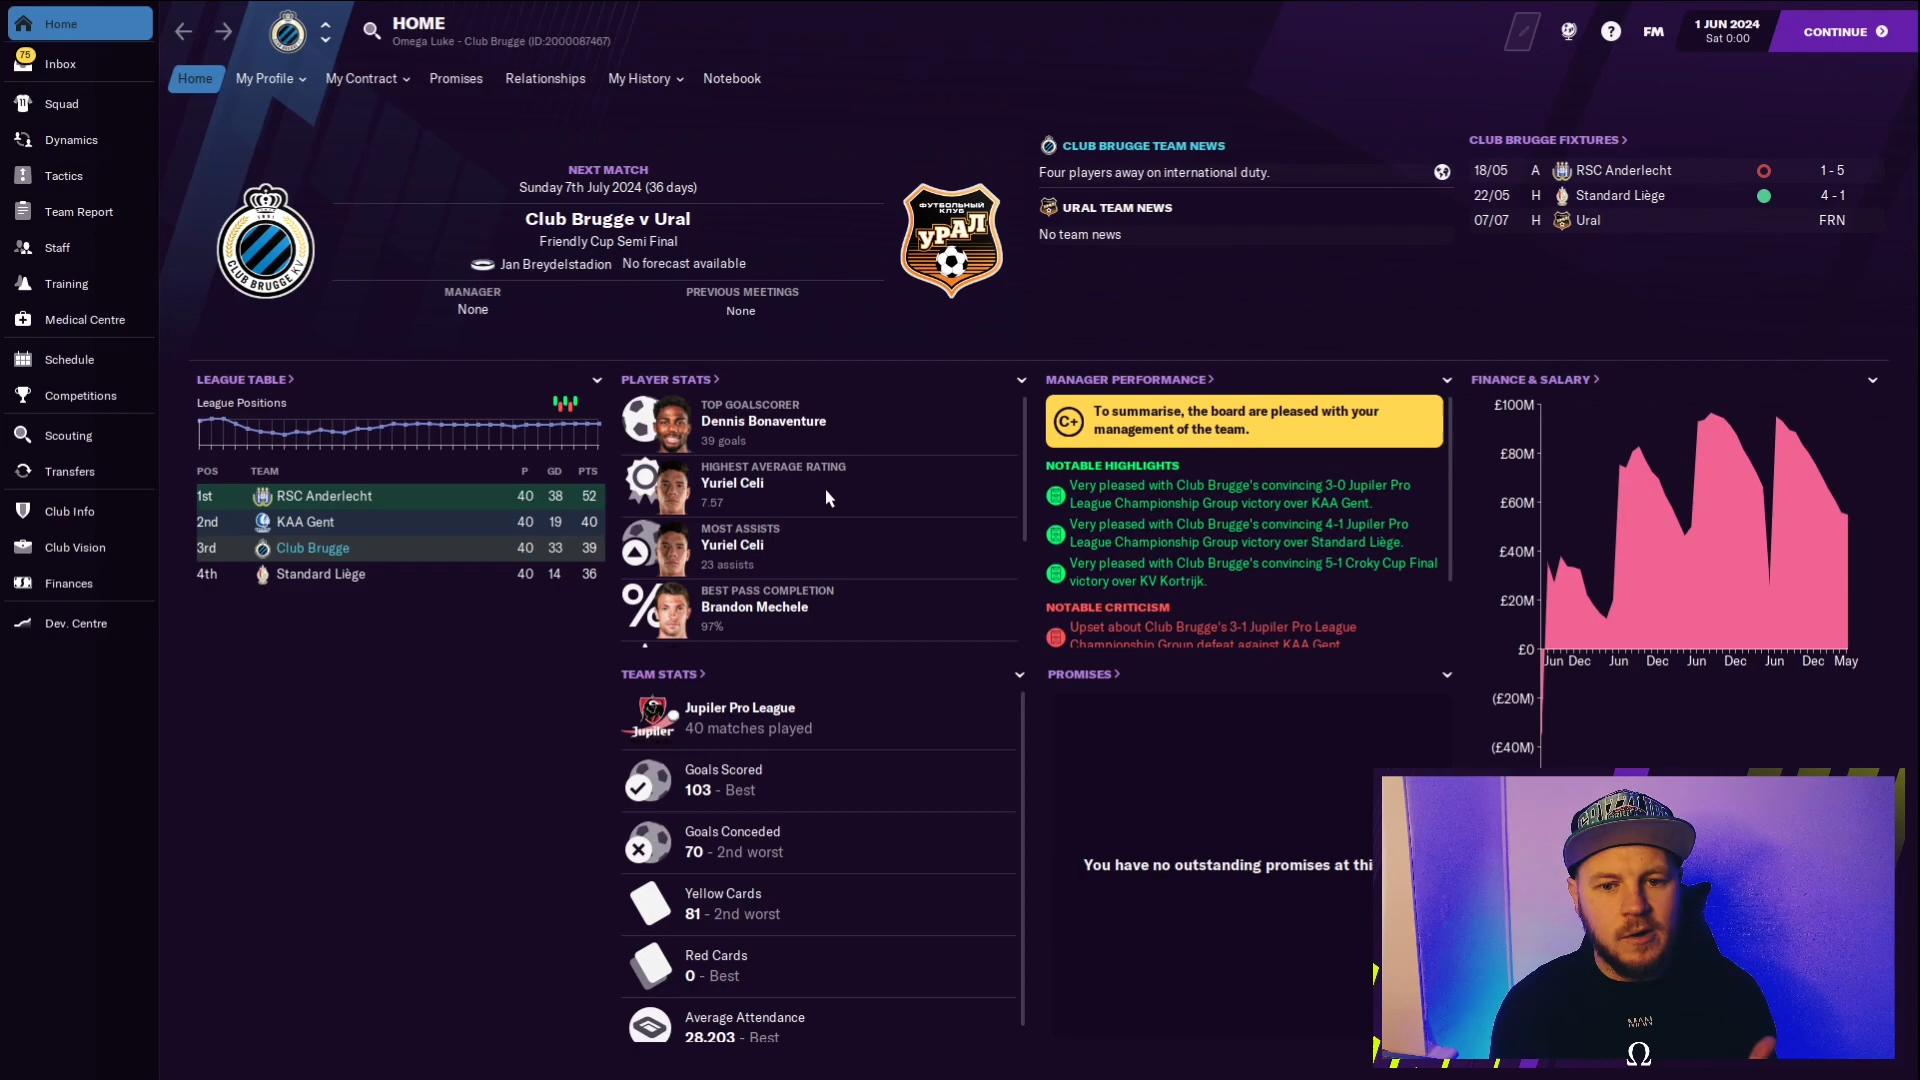 Home
75
Inbox
Squad
Dynamics
Tactics
Team Report
Staff
Training
Medical Centre
Schedule
Competitions
Scouting
Transfers
Club Info
Club Vision
Finances
Dev. Centre
HOME
Omega Luke - Club Brugge (ID:2000087467)
FM
1 JUN 2024
Sat 0:00
CONTINUE
Home
My Profile
My Contract
Promises
Relationships
My History
Notebook
NEXT MATCH
Sunday 7th July 2024 (36 days)
Club Brugge v Ural
Friendly Cup Semi Final
Jan Breydelstadion No forecast available
MANAGER
None
PREVIOUS MEETINGS
None
CLUB BRUGGE KV
ФУТБОЛЬНЫЙ
КЛУБ
УРАЛ
CLUB BRUGGE TEAM NEWS
Four players away on international duty.
URAL TEAM NEWS
No team news
CLUB BRUGGE FIXTURES
18/05 A RSC Anderlecht 1 - 5
22/05 H Standard Liège 4 - 1
07/07 H Ural FRN
LEAGUE TABLE
League Positions
POS TEAM P GD PTS
1st RSC Anderlecht 40 38 52
2nd KAA Gent 40 19 40
3rd Club Brugge 40 33 39
4th Standard Liège 40 14 36
PLAYER STATS
TOP GOALSCORER
Dennis Bonaventure
39 goals
HIGHEST AVERAGE RATING
Yuriel Celi
7.57
MOST ASSISTS
Yuriel Celi
23 assists
BEST PASS COMPLETION
Brandon Mechele
97%
TEAM STATS
Jupiler
Jupiler Pro League
40 matches played
Goals Scored
103 - Best
Goals Conceded
70 - 2nd worst
Yellow Cards
81 - 2nd worst
Red Cards
0 - Best
Average Attendance
28,203 - Best
MANAGER PERFORMANCE
C+
To summarise, the board are pleased with your
management of the team.
NOTABLE HIGHLIGHTS
Very pleased with Club Brugge's convincing 3-0 Jupiler Pro
League Championship Group victory over KAA Gent.
Very pleased with Club Brugge's convincing 4-1 Jupiler Pro
League Championship Group victory over Standard Liège.
Very pleased with Club Brugge's convincing 5-1 Croky Cup Final
victory over KV Kortrijk.
NOTABLE CRITICISM
Upset about Club Brugge's 3-1 Jupiler Pro League
Championship Group defeat against KAA Gent
PROMISES
You have no outstanding promises at thi
FINANCE & SALARY
£100M
£80M
£60M
£40M
£20M
£0
(£20M)
(£40M)
Jun Dec Jun Dec Jun Dec Jun Dec May
MAN
Ω